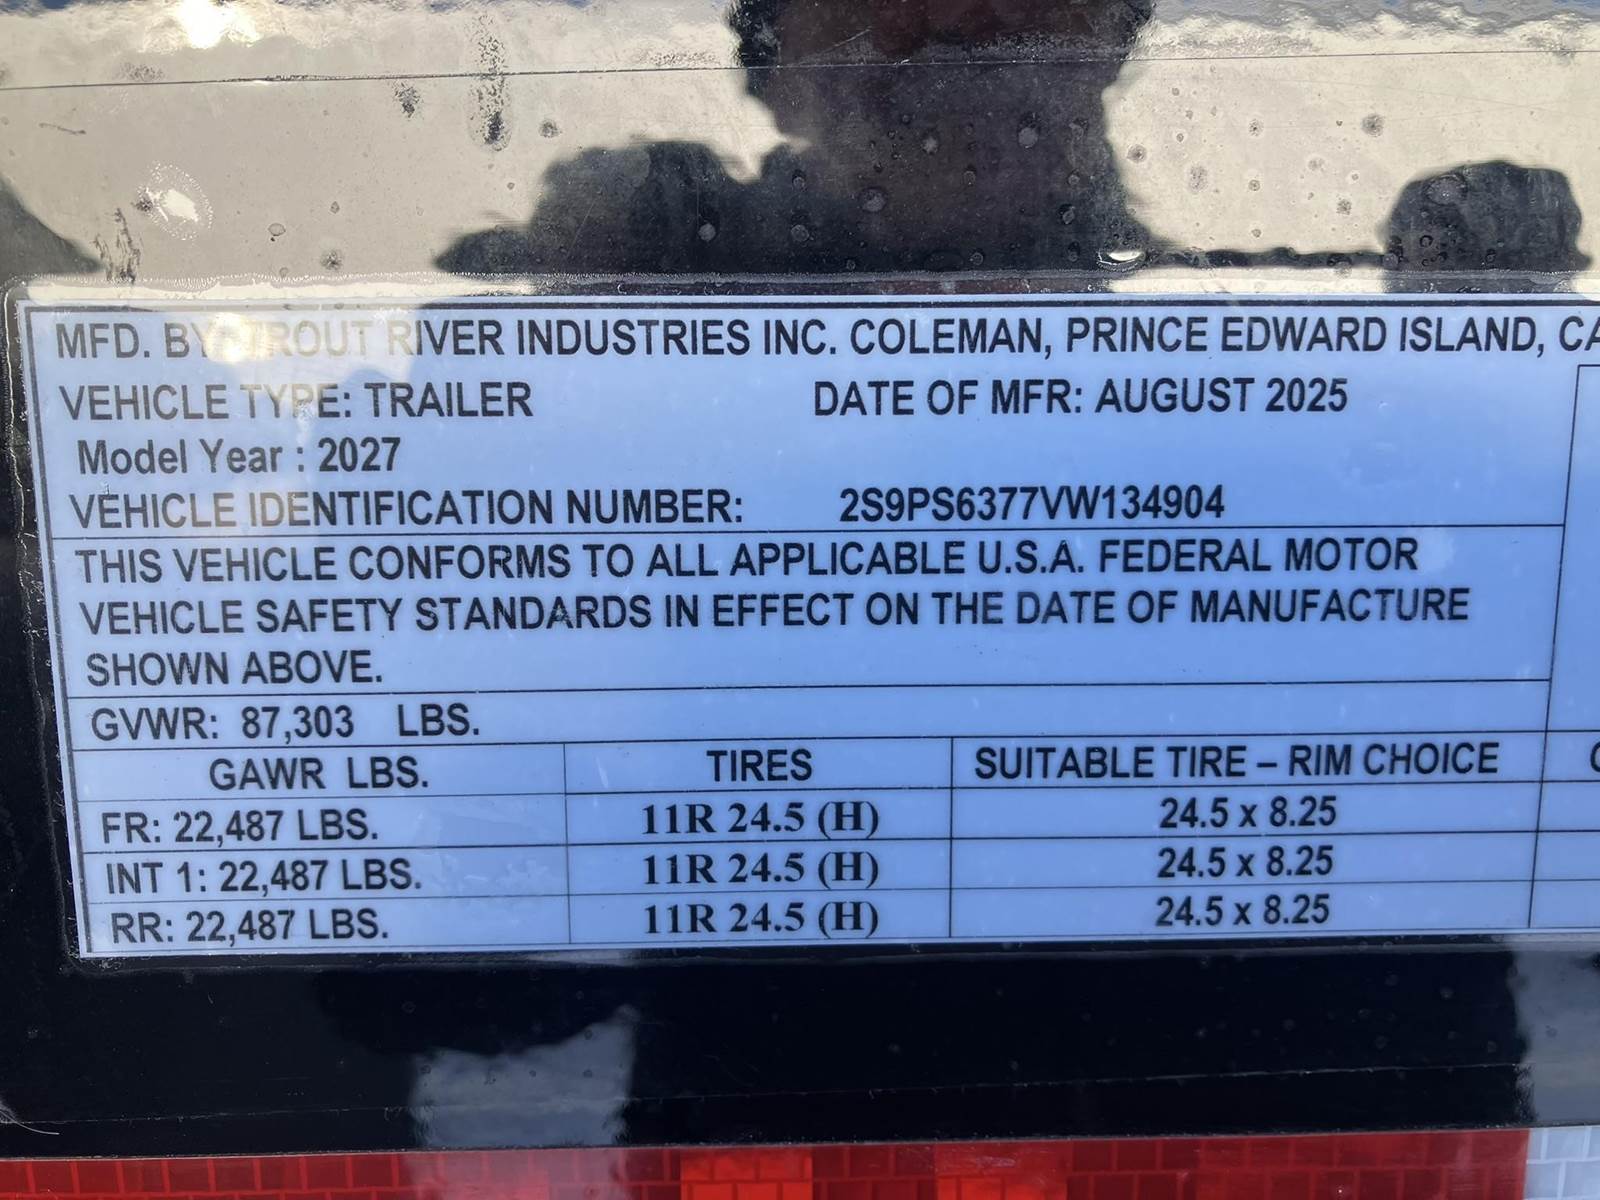 MFD. BY: TROUT RIVER INDUSTRIES INC. COLEMAN, PRINCE EDWARD ISLAND, CA
VEHICLE TYPE: TRAILER DATE OF MFR: AUGUST 2025
Model Year : 2027
VEHICLE IDENTIFICATION NUMBER: 2S9PS6377VW134904
THIS VEHICLE CONFORMS TO ALL APPLICABLE U.S.A. FEDERAL MOTOR
VEHICLE SAFETY STANDARDS IN EFFECT ON THE DATE OF MANUFACTURE
SHOWN ABOVE.
GVWR: 87,303 LBS.
GAWR LBS. TIRES SUITABLE TIRE – RIM CHOICE
FR: 22,487 LBS. 11R 24.5 (H) 24.5 x 8.25
INT 1: 22,487 LBS. 11R 24.5 (H) 24.5 x 8.25
RR: 22,487 LBS. 11R 24.5 (H) 24.5 x 8.25